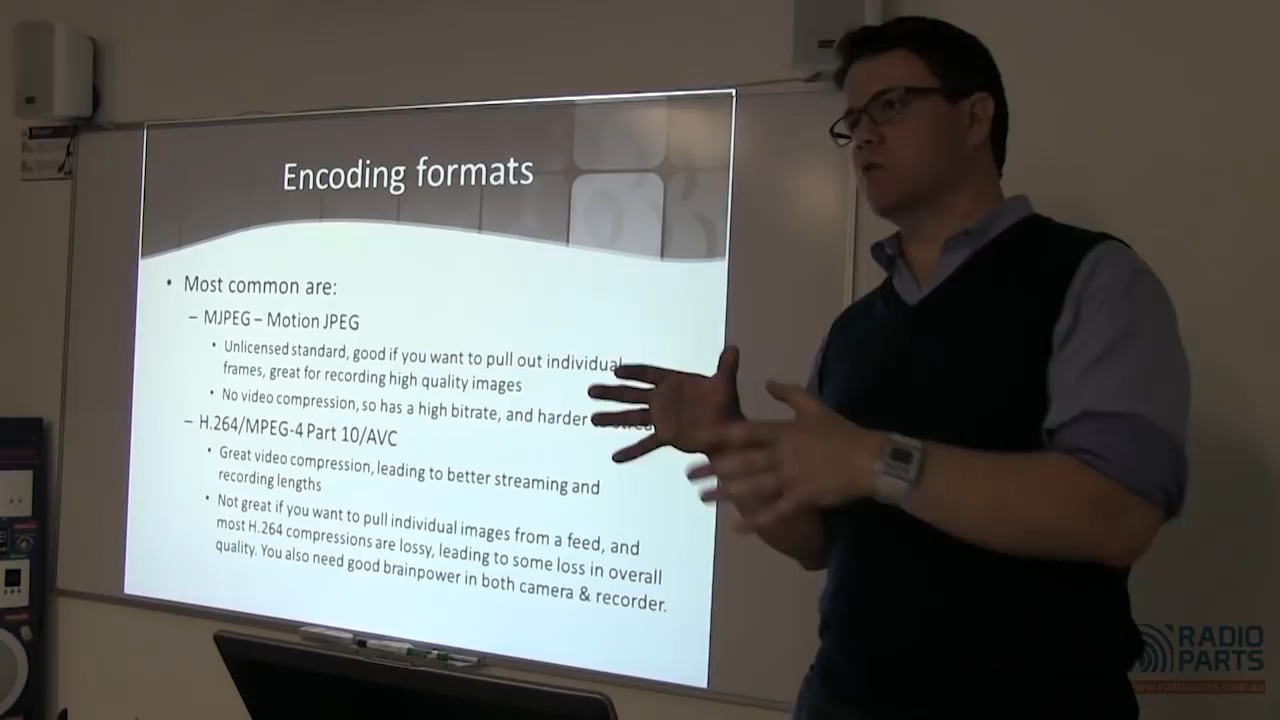 Encoding formats
• Most common are:
– MJPEG – Motion JPEG
• Unlicensed standard, good if you want to pull out individual
frames, great for recording high quality images
• No video compression, so has a high bitrate, and harder
– H.264/MPEG-4 Part 10/AVC
• Great video compression, leading to better streaming and
recording lengths
• Not great if you want to pull individual images from a feed, and
most H.264 compressions are lossy, leading to some loss in overall
quality. You also need good brainpower in both camera & recorder.
RADIO
PARTS
www.radioparts.com.au